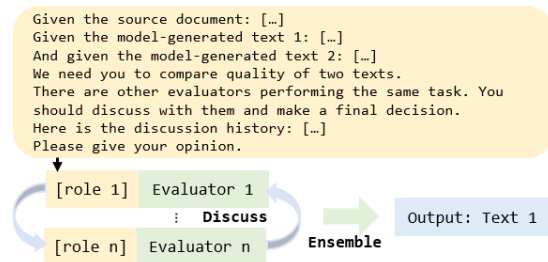 Given the source document: […]
Given the model-generated text 1: […]
And given the model-generated text 2: […]
We need you to compare quality of two texts.
There are other evaluators performing the same task. You
should discuss with them and make a final decision.
Here is the discussion history: […]
Please give your opinion.
[role 1] Evaluator 1
⋮ Discuss
[role n] Evaluator n
Ensemble
Output: Text 1